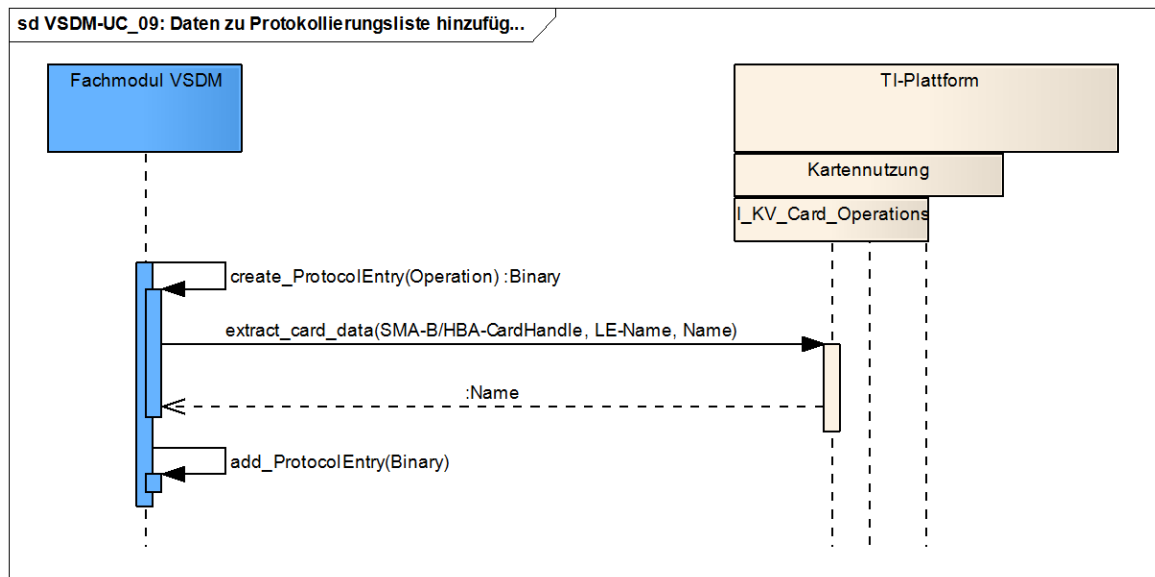 sd VSDM-UC_09: Daten zu Protokollierungsliste hinzufüg...
Fachmodul VSDM
TI-Plattform
Kartennutzung
I_KV_Card_Operations
create_ProtocolEntry(Operation) :Binary
extract_card_data(SMA-B/HBA-CardHandle, LE-Name, Name)
:Name
add_ProtocolEntry(Binary)